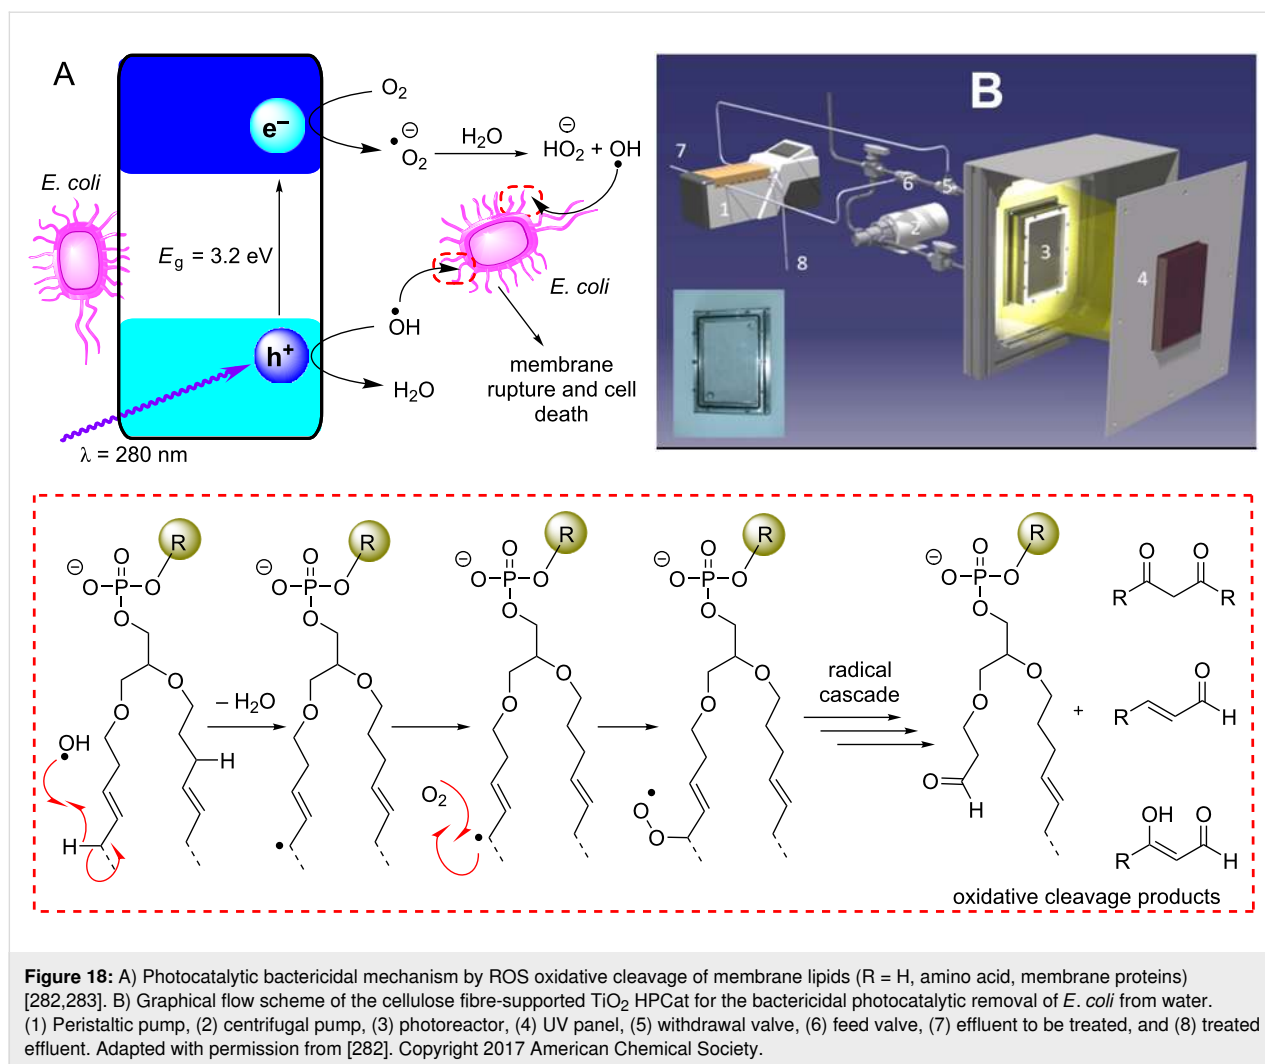 A
E. coli
e–
O2
⊖
• O2
H2O
⊖
HO2 + OH
•
Eg = 3.2 eV
•
OH
h+
H2O
λ = 280 nm
E. coli
membrane
rupture and cell
death
B
7
1
8
6
5
2
3
4
R
⊖
O
O–P–O
O
O
O
•OH
H
H
– H2O
R
⊖
O
O–P–O
O
O
O
•
R
⊖
O
O–P–O
O
O
O
O2
•
R
⊖
O
O–P–O
O
O
O
•
O
O
radical
cascade
R
⊖
O
O–P–O
O
O
O
O
H
+
O O
R R
O
R H
OH O
R H
oxidative cleavage products
Figure 18: A) Photocatalytic bactericidal mechanism by ROS oxidative cleavage of membrane lipids (R = H, amino acid, membrane proteins)
[282,283]. B) Graphical flow scheme of the cellulose fibre-supported TiO2 HPCat for the bactericidal photocatalytic removal of E. coli from water.
(1) Peristaltic pump, (2) centrifugal pump, (3) photoreactor, (4) UV panel, (5) withdrawal valve, (6) feed valve, (7) effluent to be treated, and (8) treated
effluent. Adapted with permission from [282]. Copyright 2017 American Chemical Society.